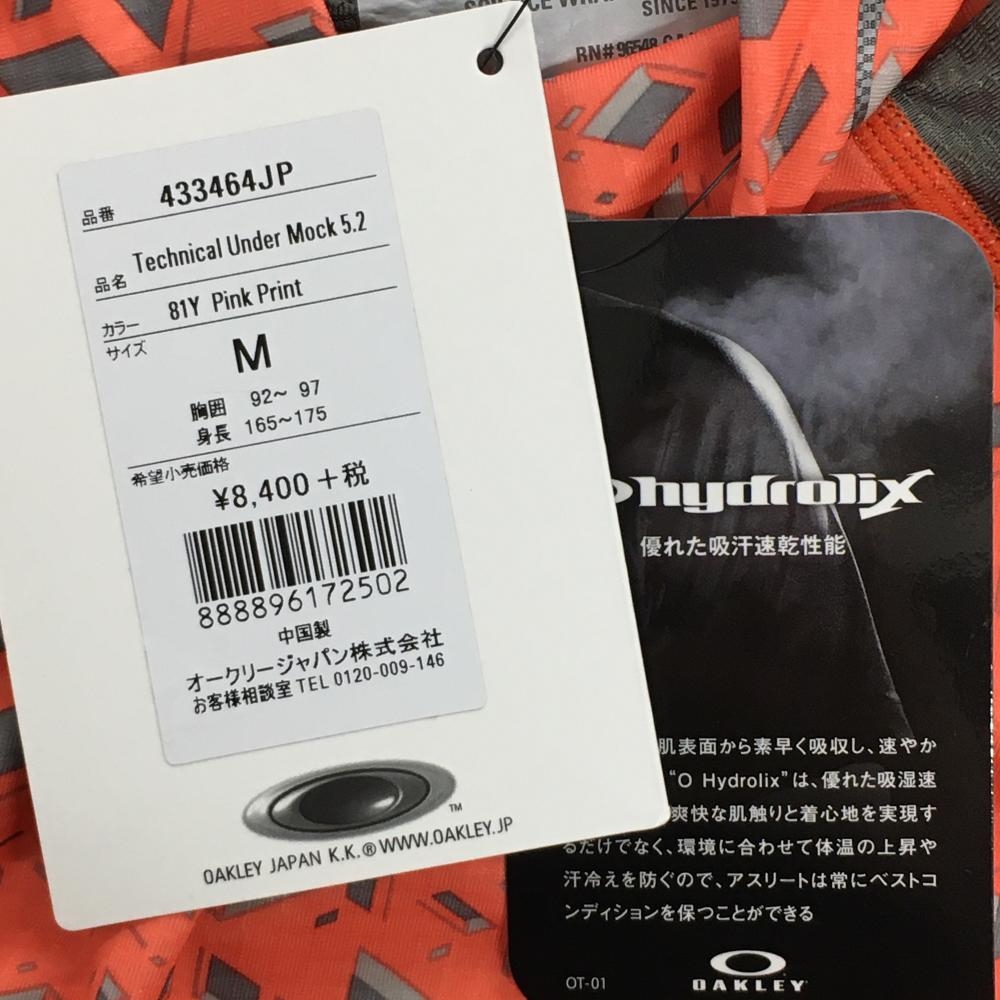 SINCE 1975
RN# 96548 CA
品番 433464JP
品名 Technical Under Mock 5.2
カラー 81Y Pink Print
サイズ M
胸囲 92～ 97
身長 165～175
希望小売価格
¥8,400＋税
888896172502
中国製
オークリージャパン株式会社
お客様相談室 TEL 0120-009-146
TM
OAKLEY JAPAN K.K.® WWW.OAKLEY.JP
hydrolix
優れた吸汗速乾性能
肌表面から素早く吸収し、速やか
“O Hydrolix”は、優れた吸湿速
爽快な肌触りと着心地を実現す
るだけでなく、環境に合わせて体温の上昇や
汗冷えを防ぐので、アスリートは常にベストコ
ンディションを保つことができる
OT-01
OAKLEY